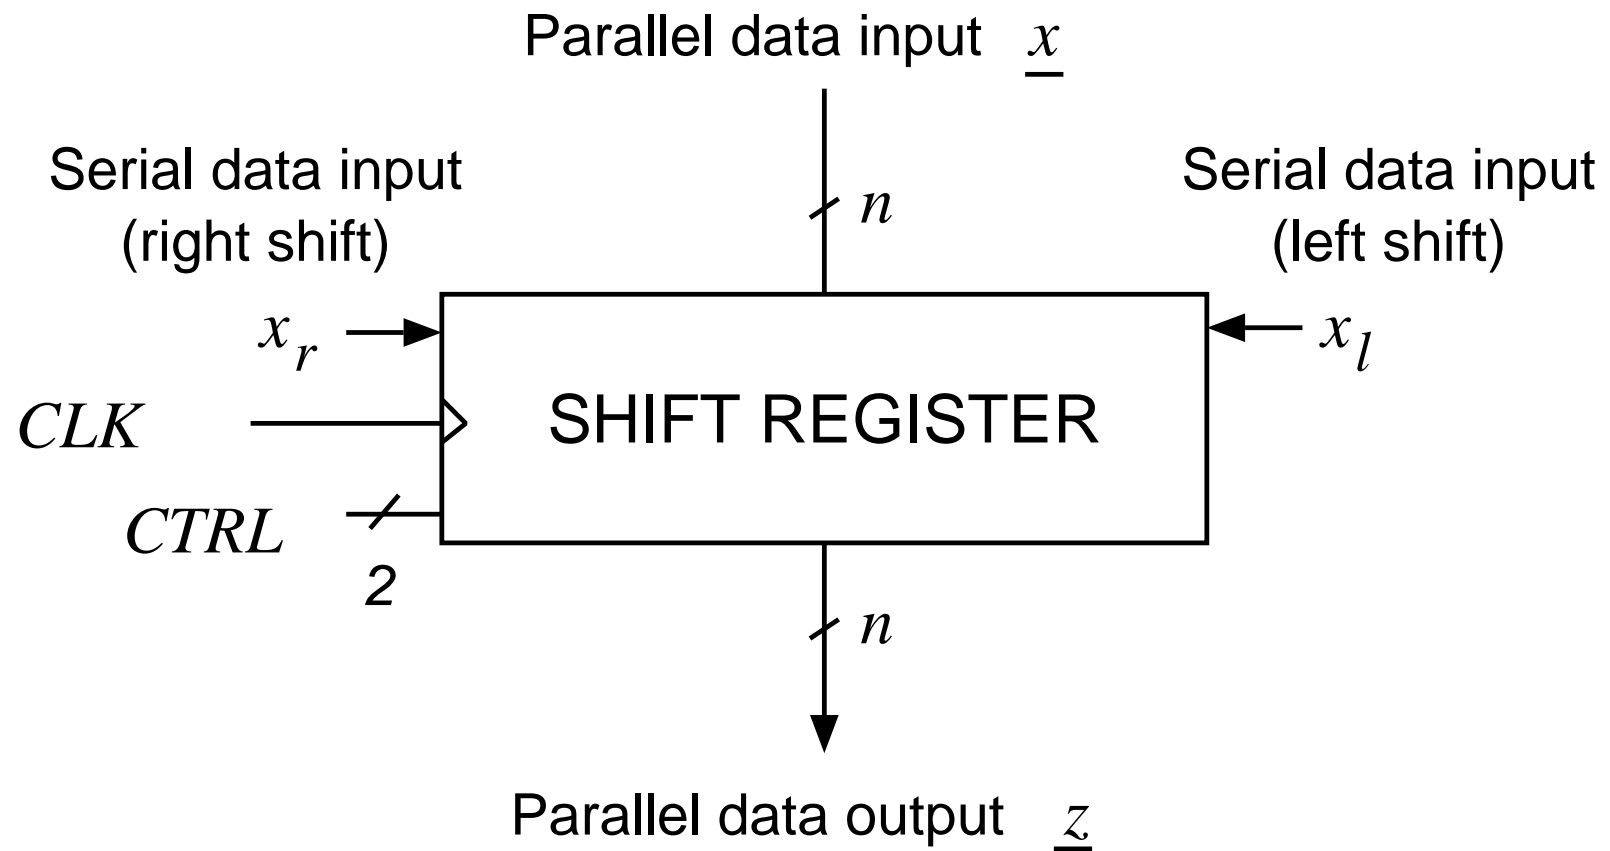 Parallel data input x
Serial data input
(right shift)
Serial data input
(left shift)
n
x_r
x_l
CLK
SHIFT REGISTER
CTRL
2
n
Parallel data output z